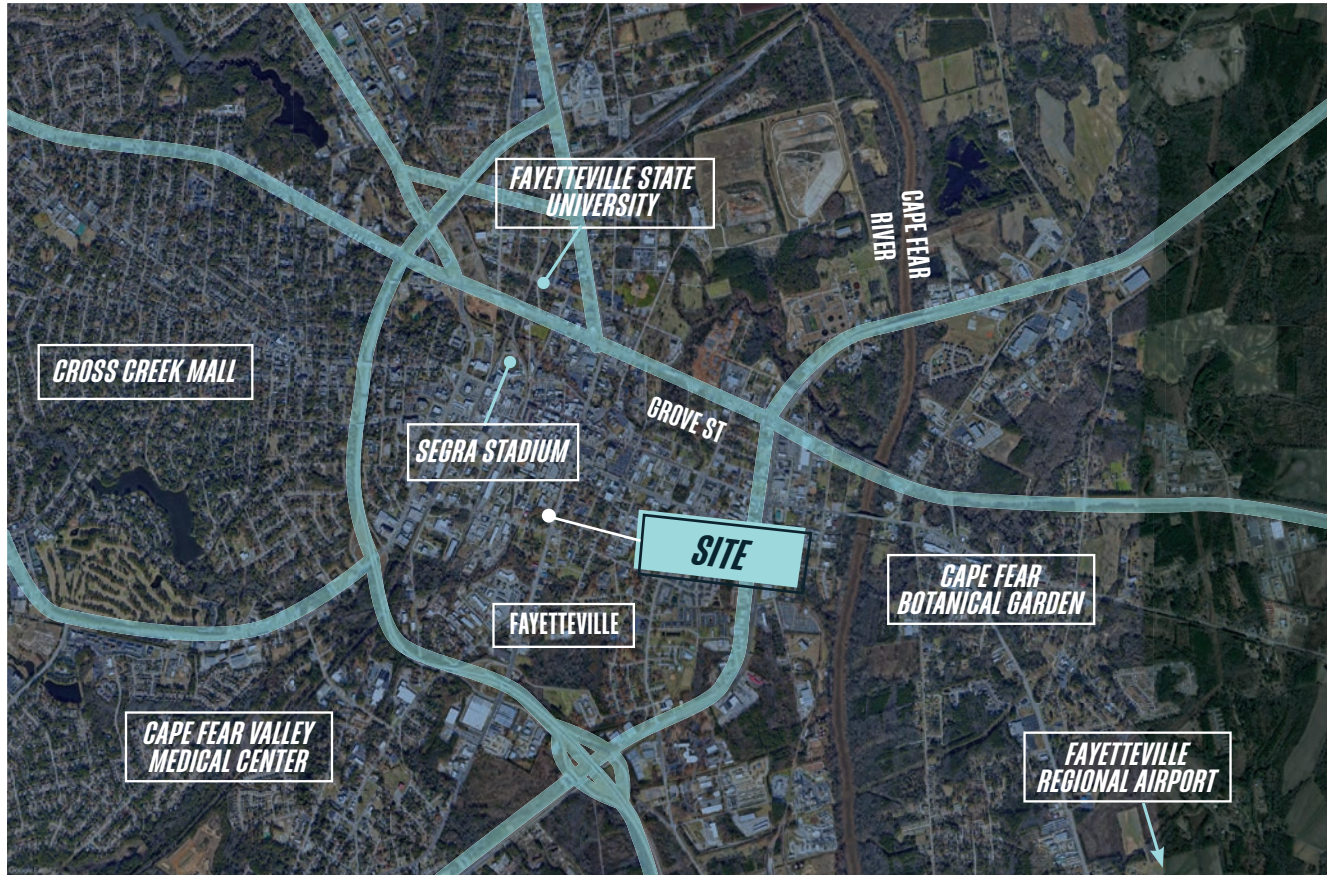 FAYETTEVILLE STATE
UNIVERSITY
CAPE FEAR
RIVER
CROSS CREEK MALL
GROVE ST
SEGRA STADIUM
SITE
CAPE FEAR
BOTANICAL GARDEN
FAYETTEVILLE
CAPE FEAR VALLEY
MEDICAL CENTER
FAYETTEVILLE
REGIONAL AIRPORT